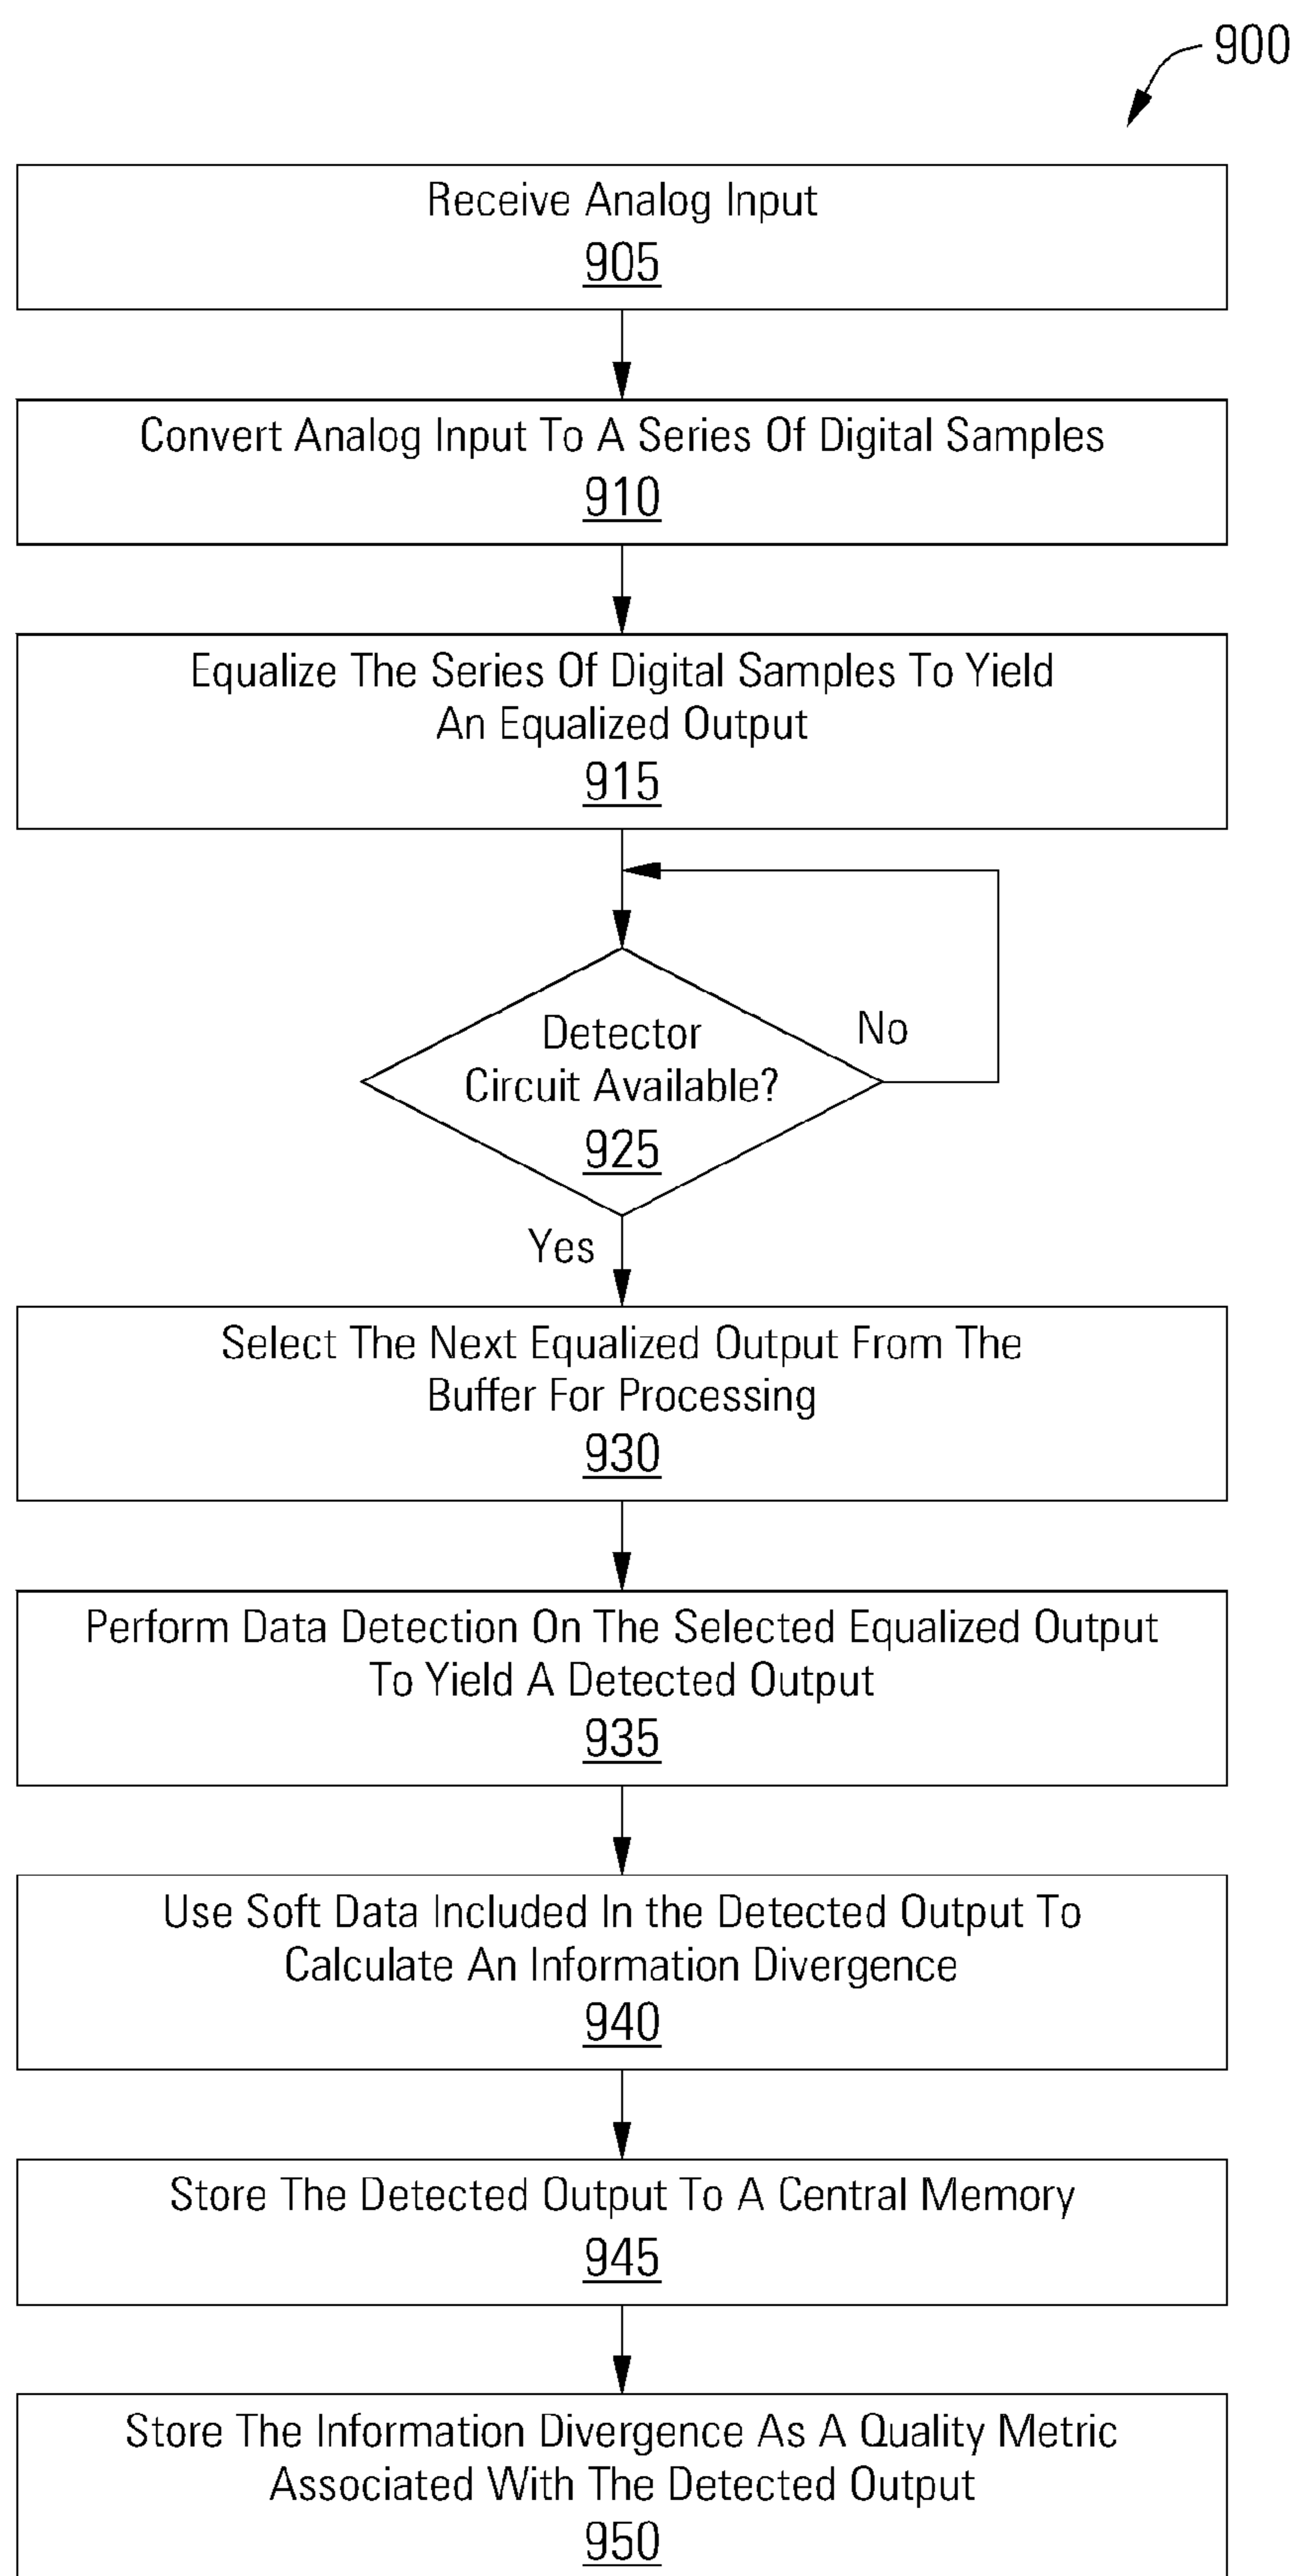 900
Receive Analog Input
905
Convert Analog Input To A Series Of Digital Samples
910
Equalize The Series Of Digital Samples To Yield
An Equalized Output
915
Detector
Circuit Available?
925
No
Yes
Select The Next Equalized Output From The
Buffer For Processing
930
Perform Data Detection On The Selected Equalized Output
To Yield A Detected Output
935
Use Soft Data Included In the Detected Output To
Calculate An Information Divergence
940
Store The Detected Output To A Central Memory
945
Store The Information Divergence As A Quality Metric
Associated With The Detected Output
950